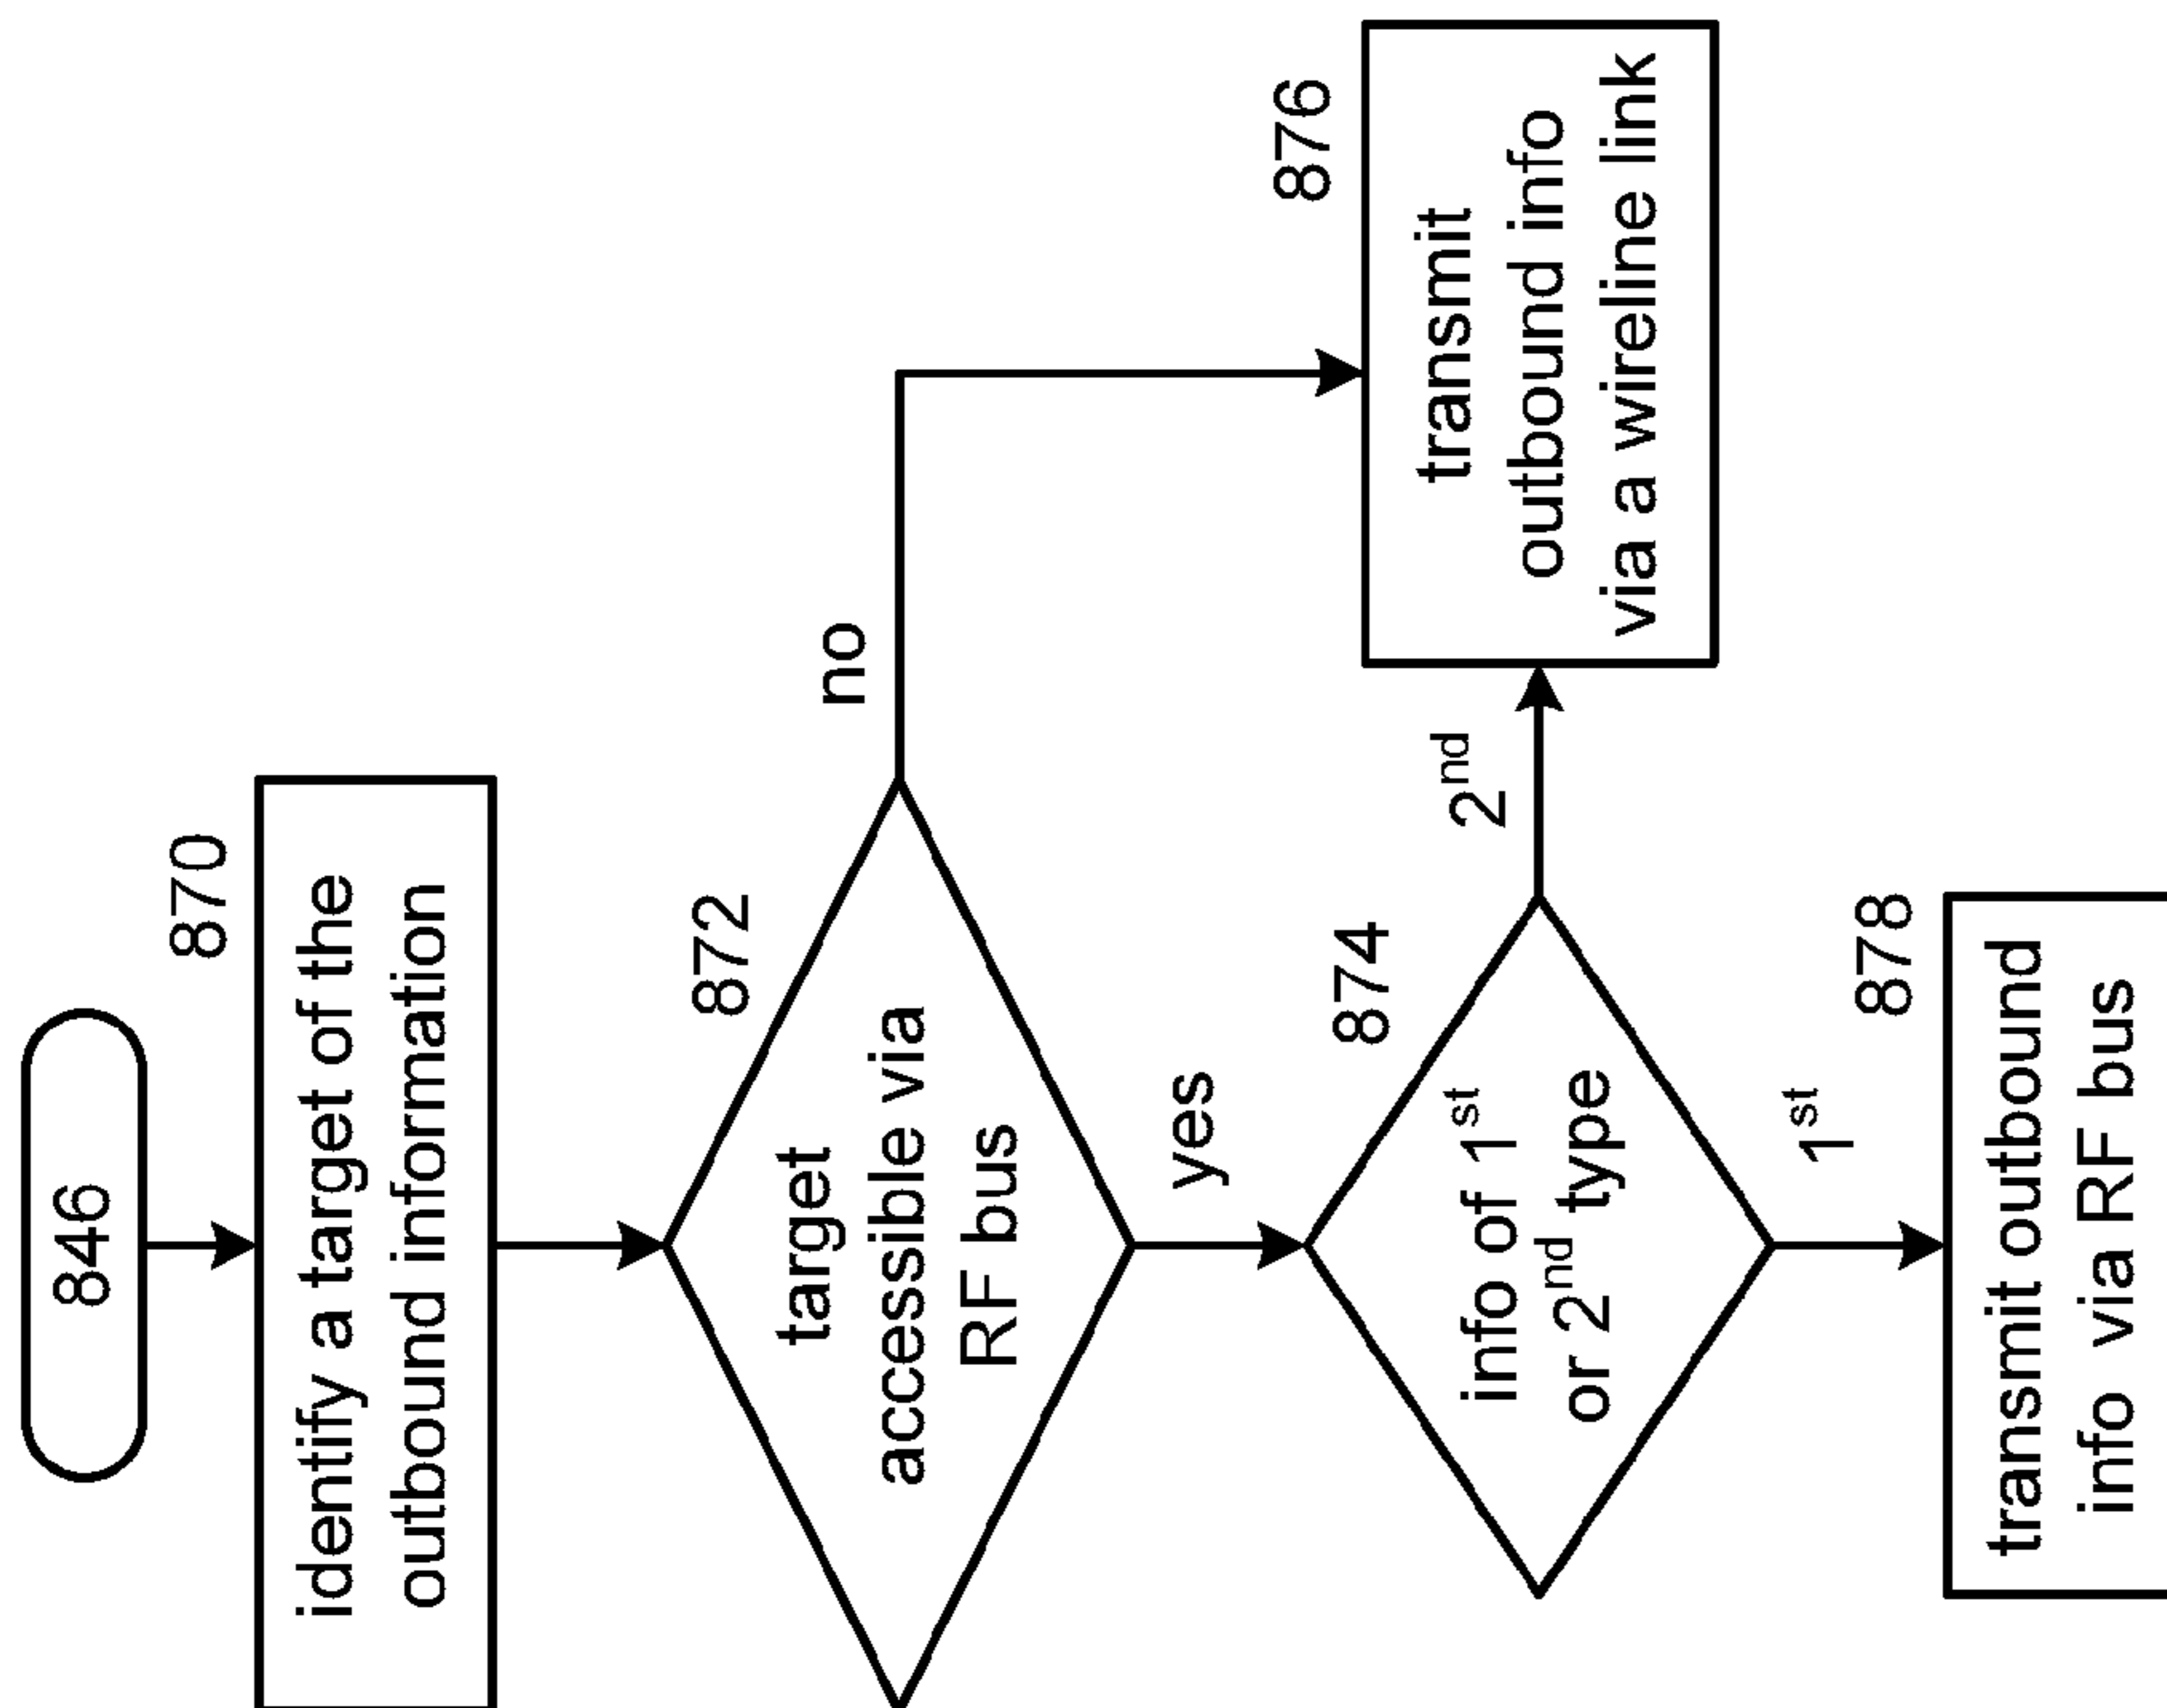 846
870
identify a target of the
outbound information
872
target
accessible via
RF bus
no
yes
874
info of 1st
or 2nd type
2nd
876
transmit
outbound info
via a wireline link
1st
878
transmit outbound
info via RF bus